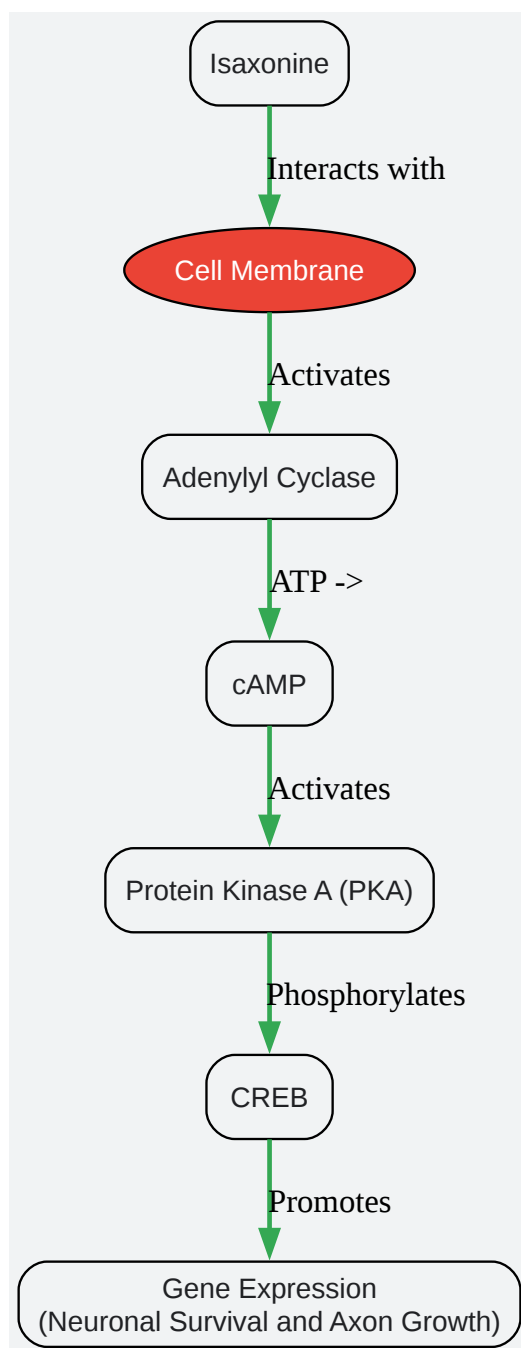 Isaxonine
Interacts with
Cell Membrane
Activates
Adenylyl Cyclase
ATP ->
cAMP
Activates
Protein Kinase A (PKA)
Phosphorylates
CREB
Promotes
Gene Expression
(Neuronal Survival and Axon Growth)